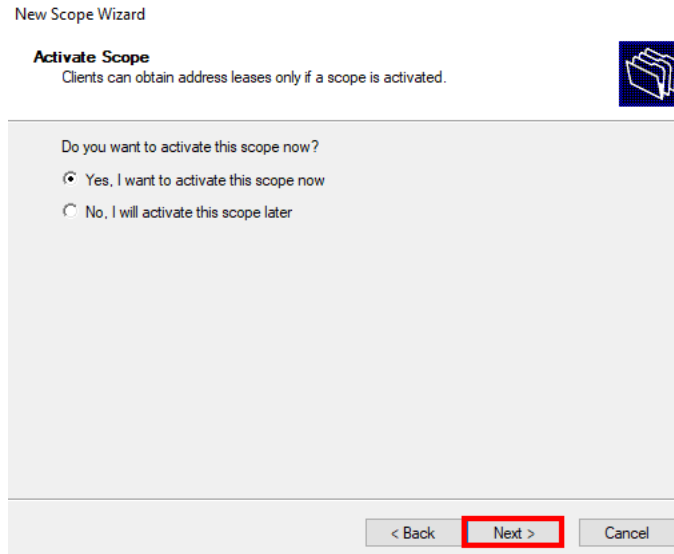 New Scope Wizard
Activate Scope
Clients can obtain address leases only if a scope is activated.
Do you want to activate this scope now?
Yes, I want to activate this scope now
No, I will activate this scope later
< Back Next > Cancel